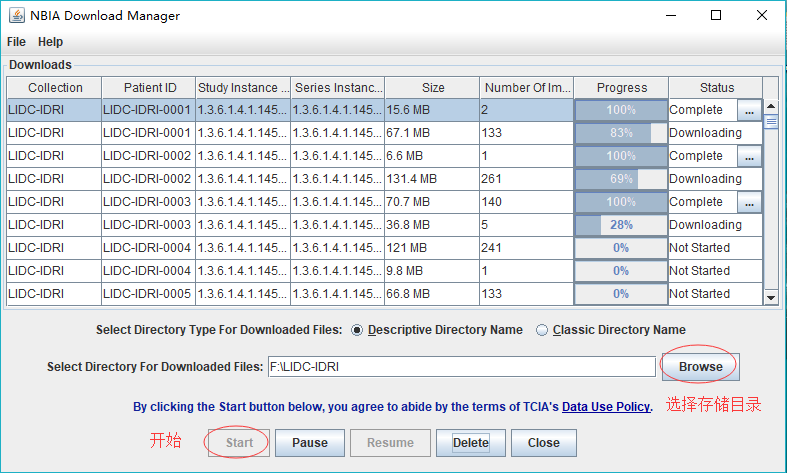 NBIA Download Manager
File Help
Downloads
Collection Patient ID Study Instance ... Series Instanc... Size Number Of Im... Progress Status
LIDC-IDRI LIDC-IDRI-0001 1.3.6.1.4.1.145... 1.3.6.1.4.1.145... 15.6 MB 2 100% Complete ...
LIDC-IDRI LIDC-IDRI-0001 1.3.6.1.4.1.145... 1.3.6.1.4.1.145... 67.1 MB 133 83% Downloading
LIDC-IDRI LIDC-IDRI-0002 1.3.6.1.4.1.145... 1.3.6.1.4.1.145... 6.6 MB 1 100% Complete ...
LIDC-IDRI LIDC-IDRI-0002 1.3.6.1.4.1.145... 1.3.6.1.4.1.145... 131.4 MB 261 69% Downloading
LIDC-IDRI LIDC-IDRI-0003 1.3.6.1.4.1.145... 1.3.6.1.4.1.145... 70.7 MB 140 100% Complete ...
LIDC-IDRI LIDC-IDRI-0003 1.3.6.1.4.1.145... 1.3.6.1.4.1.145... 36.8 MB 5 28% Downloading
LIDC-IDRI LIDC-IDRI-0004 1.3.6.1.4.1.145... 1.3.6.1.4.1.145... 121 MB 241 0% Not Started
LIDC-IDRI LIDC-IDRI-0004 1.3.6.1.4.1.145... 1.3.6.1.4.1.145... 9.8 MB 1 0% Not Started
LIDC-IDRI LIDC-IDRI-0005 1.3.6.1.4.1.145... 1.3.6.1.4.1.145... 66.8 MB 133 0% Not Started
Select Directory Type For Downloaded Files: Descriptive Directory Name Classic Directory Name
Select Directory For Downloaded Files: F:\LIDC-IDRI Browse
By clicking the Start button below, you agree to abide by the terms of TCIA's Data Use Policy. 选择存储目录
开始 Start Pause Resume Delete Close